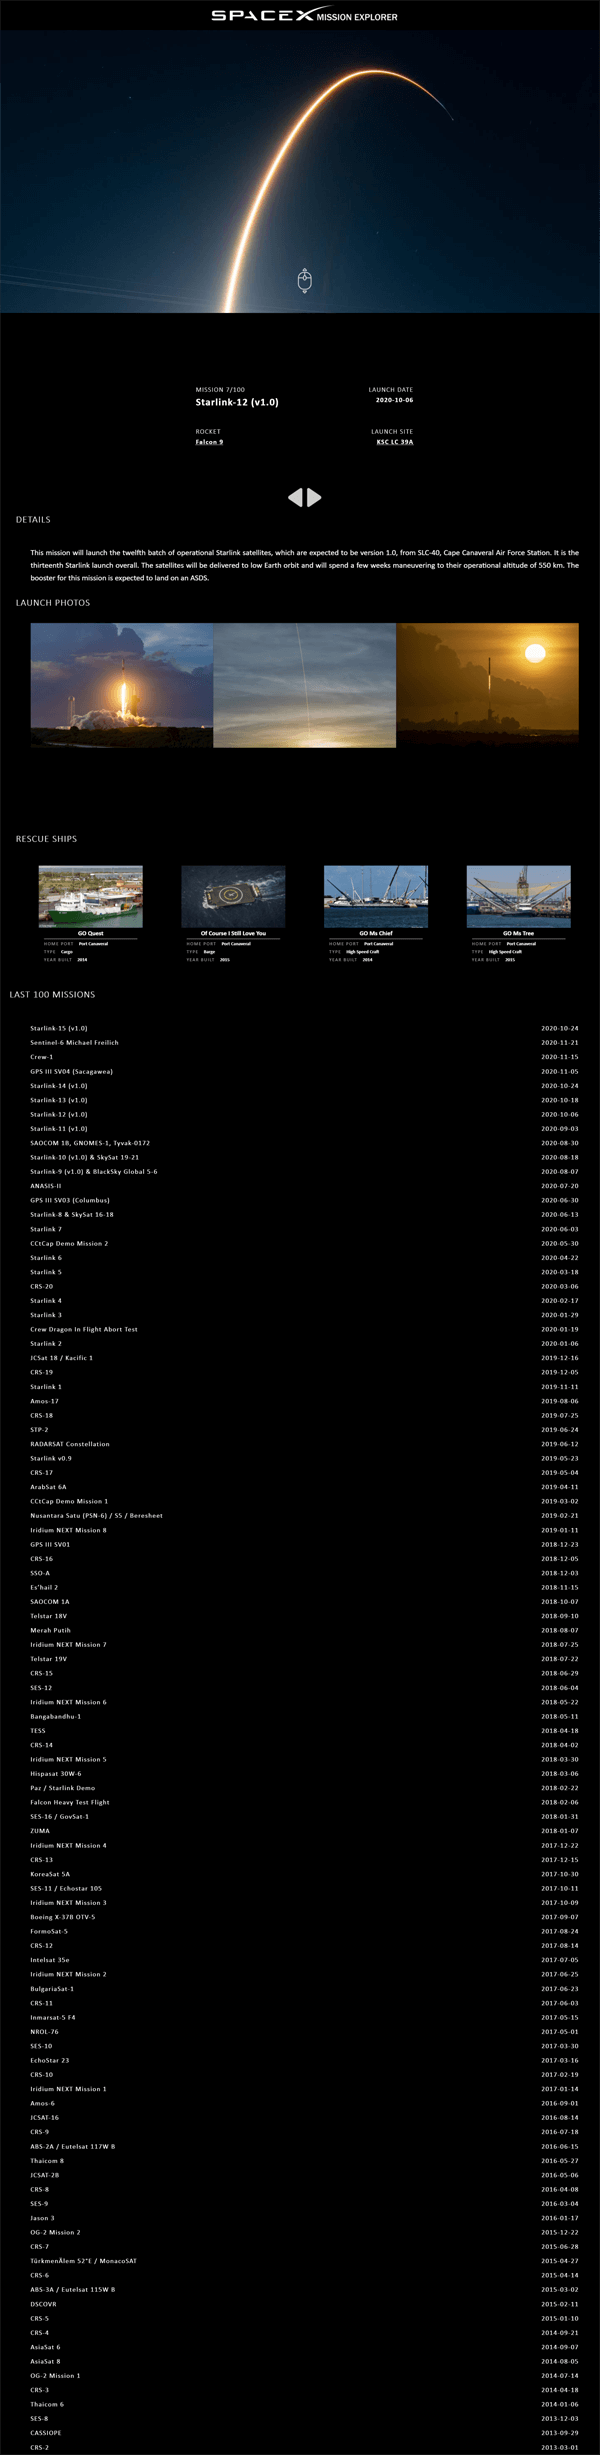 SPACEX MISSION EXPLORER
MISSION 7/100
LAUNCH DATE
Starlink-12 (v1.0)
2020-10-06
ROCKET
LAUNCH SITE
Falcon 9
KSC LC 39A
DETAILS
This mission will launch the twelfth batch of operational Starlink satellites, which are expected to be version 1.0, from SLC-40, Cape Canaveral Air Force Station. It is the
thirteenth Starlink launch overall. The satellites will be delivered to low Earth orbit and will spend a few weeks maneuvering to their operational altitude of 550 km. The
booster for this mission is expected to land on an ASDS.
LAUNCH PHOTOS
RESCUE SHIPS
GO Quest
HOME PORT Port Canaveral
TYPE Cargo
YEAR BUILT 2014
Of Course I Still Love You
HOME PORT Port Canaveral
TYPE Barge
YEAR BUILT 2015
GO Ms Chief
HOME PORT Port Canaveral
TYPE High Speed Craft
YEAR BUILT 2014
GO Ms Tree
HOME PORT Port Canaveral
TYPE High Speed Craft
YEAR BUILT 2015
LAST 100 MISSIONS
Starlink-15 (v1.0) 2020-10-24
Sentinel-6 Michael Freilich 2020-11-21
Crew-1 2020-11-15
GPS III SV04 (Sacagawea) 2020-11-05
Starlink-14 (v1.0) 2020-10-24
Starlink-13 (v1.0) 2020-10-18
Starlink-12 (v1.0) 2020-10-06
Starlink-11 (v1.0) 2020-09-03
SAOCOM 1B, GNOMES-1, Tyvak-0172 2020-08-30
Starlink-10 (v1.0) & SkySat 19-21 2020-08-18
Starlink-9 (v1.0) & BlackSky Global 5-6 2020-08-07
ANASIS-II 2020-07-20
GPS III SV03 (Columbus) 2020-06-30
Starlink-8 & SkySat 16-18 2020-06-13
Starlink 7 2020-06-03
CCtCap Demo Mission 2 2020-05-30
Starlink 6 2020-04-22
Starlink 5 2020-03-18
CRS-20 2020-03-06
Starlink 4 2020-02-17
Starlink 3 2020-01-29
Crew Dragon In Flight Abort Test 2020-01-19
Starlink 2 2020-01-06
JCSat 18 / Kacific 1 2019-12-16
CRS-19 2019-12-05
Starlink 1 2019-11-11
Amos-17 2019-08-06
CRS-18 2019-07-25
STP-2 2019-06-24
RADARSAT Constellation 2019-06-12
Starlink v0.9 2019-05-23
CRS-17 2019-05-04
ArabSat 6A 2019-04-11
CCtCap Demo Mission 1 2019-03-02
Nusantara Satu (PSN-6) / S5 / Beresheet 2019-02-21
Iridium NEXT Mission 8 2019-01-11
GPS III SV01 2018-12-23
CRS-16 2018-12-05
SSO-A 2018-12-03
Es'hail 2 2018-11-15
SAOCOM 1A 2018-10-07
Telstar 18V 2018-09-10
Merah Putih 2018-08-07
Iridium NEXT Mission 7 2018-07-25
Telstar 19V 2018-07-22
CRS-15 2018-06-29
SES-12 2018-06-04
Iridium NEXT Mission 6 2018-05-22
Bangabandhu-1 2018-05-11
TESS 2018-04-18
CRS-14 2018-04-02
Iridium NEXT Mission 5 2018-03-30
Hispasat 30W-6 2018-03-06
Paz / Starlink Demo 2018-02-22
Falcon Heavy Test Flight 2018-02-06
SES-16 / GovSat-1 2018-01-31
ZUMA 2018-01-07
Iridium NEXT Mission 4 2017-12-22
CRS-13 2017-12-15
KoreaSat 5A 2017-10-30
SES-11 / Echostar 105 2017-10-11
Iridium NEXT Mission 3 2017-10-09
Boeing X-37B OTV-5 2017-09-07
FormoSat-5 2017-08-24
CRS-12 2017-08-14
Intelsat 35e 2017-07-05
Iridium NEXT Mission 2 2017-06-25
BulgariaSat-1 2017-06-23
CRS-11 2017-06-03
Inmarsat-5 F4 2017-05-15
NROL-76 2017-05-01
SES-10 2017-03-30
EchoStar 23 2017-03-16
CRS-10 2017-02-19
Iridium NEXT Mission 1 2017-01-14
Amos-6 2016-09-01
JCSAT-16 2016-08-14
CRS-9 2016-07-18
ABS-2A / Eutelsat 117W B 2016-06-15
Thaicom 8 2016-05-27
JCSAT-2B 2016-05-06
CRS-8 2016-04-08
SES-9 2016-03-04
Jason 3 2016-01-17
OG-2 Mission 2 2015-12-22
CRS-7 2015-06-28
TürkmenÄlem 52°E / MonacoSAT 2015-04-27
CRS-6 2015-04-14
ABS-3A / Eutelsat 115W B 2015-03-02
DSCOVR 2015-02-11
CRS-5 2015-01-10
CRS-4 2014-09-21
AsiaSat 6 2014-09-07
AsiaSat 8 2014-08-05
OG-2 Mission 1 2014-07-14
CRS-3 2014-04-18
Thaicom 6 2014-01-06
SES-8 2013-12-03
CASSIOPE 2013-09-29
CRS-2 2013-03-01